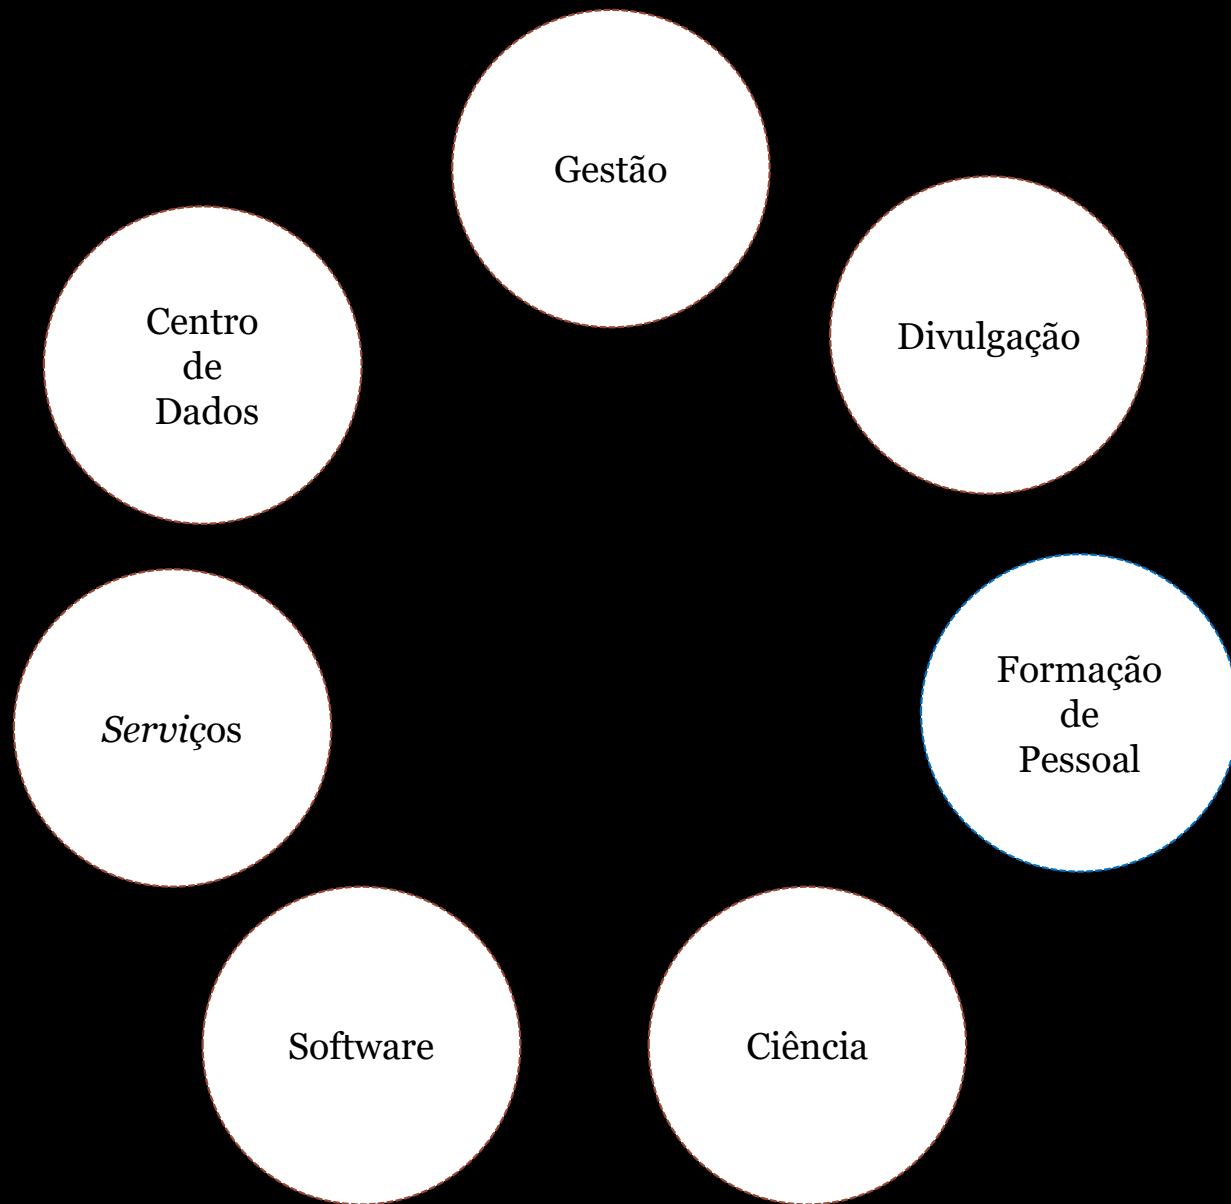 Gestão
Divulgação
Centro
de
Dados
Formação
de
Pessoal
Serviços
Software
Ciência